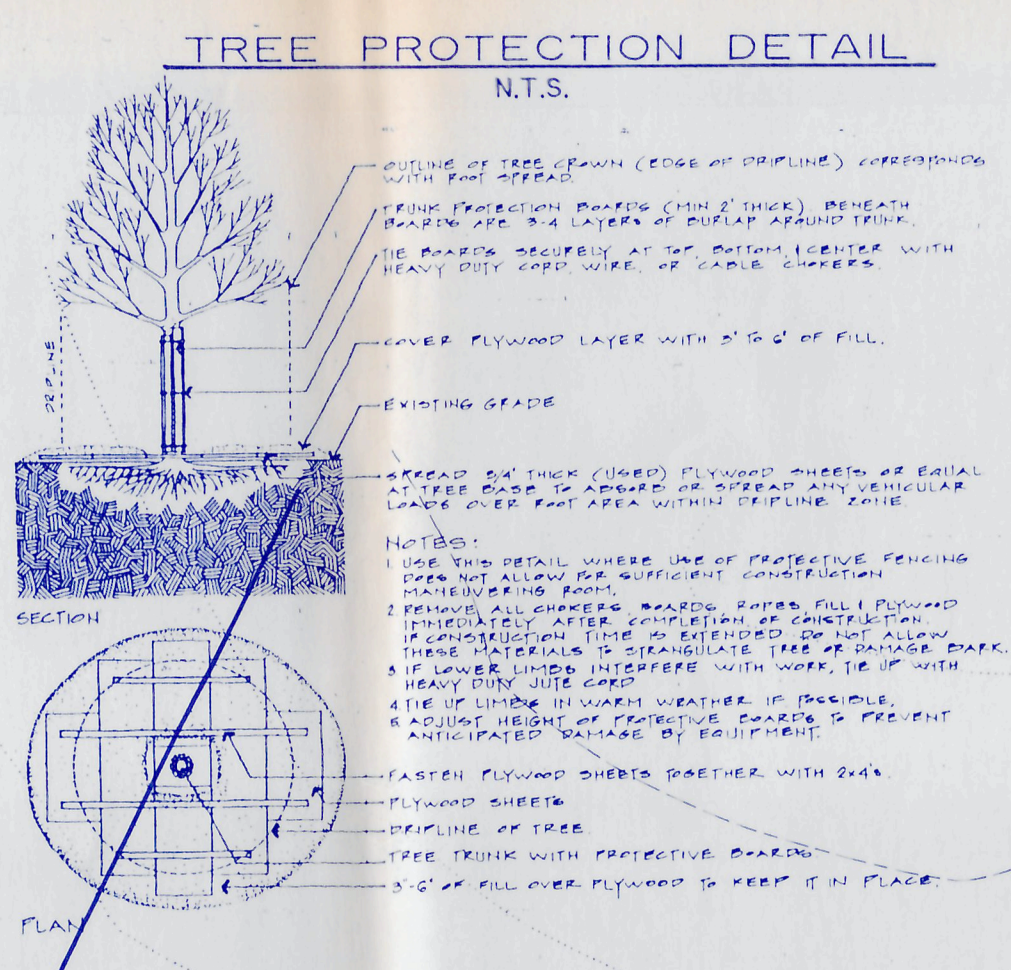 TREE PROTECTION DETAIL
N.T.S.
OUTLINE OF TREE CROWN (EDGE OF DRIPLINE) CORRESPONDS
WITH ROOT SPREAD.
TRUNK PROTECTION BOARDS (MIN 2" THICK). BENEATH
BOARDS ARE 3-4 LAYERS OF BURLAP AROUND TRUNK.
TIE BOARDS SECURELY AT TOP, BOTTOM, & CENTER WITH
HEAVY DUTY CORD, WIRE, OR CABLE CHOKERS.
COVER PLYWOOD LAYER WITH 3" TO 6" OF FILL.
DRIPLINE
EXISTING GRADE
SPREAD 3/4" THICK (USED) PLYWOOD SHEETS OR EQUAL
AT TREE BASE TO ABSORB OR SPREAD ANY VEHICULAR
LOADS OVER ROOT AREA WITHIN DRIPLINE ZONE.
NOTES:
1. USE THIS DETAIL WHERE USE OF PROTECTIVE FENCING
DOES NOT ALLOW FOR SUFFICIENT CONSTRUCTION
MANEUVERING ROOM.
2. REMOVE ALL CHOKERS, BOARDS, ROPES, FILL & PLYWOOD
IMMEDIATELY AFTER COMPLETION OF CONSTRUCTION.
IF CONSTRUCTION TIME IS EXTENDED DO NOT ALLOW
THESE MATERIALS TO STRANGULATE TREE OR DAMAGE BARK.
3. IF LOWER LIMBS INTERFERE WITH WORK, TIE UP WITH
HEAVY DUTY JUTE CORD
4. TIE UP LIMBS IN WARM WEATHER IF POSSIBLE.
5. ADJUST HEIGHT OF PROTECTIVE BOARDS TO PREVENT
ANTICIPATED DAMAGE BY EQUIPMENT.
SECTION
FASTEN PLYWOOD SHEETS TOGETHER WITH 2x4's.
PLYWOOD SHEETS
DRIPLINE OF TREE
TREE TRUNK WITH PROTECTIVE BOARDS
3"-6" OF FILL OVER PLYWOOD TO KEEP IT IN PLACE.
PLAN